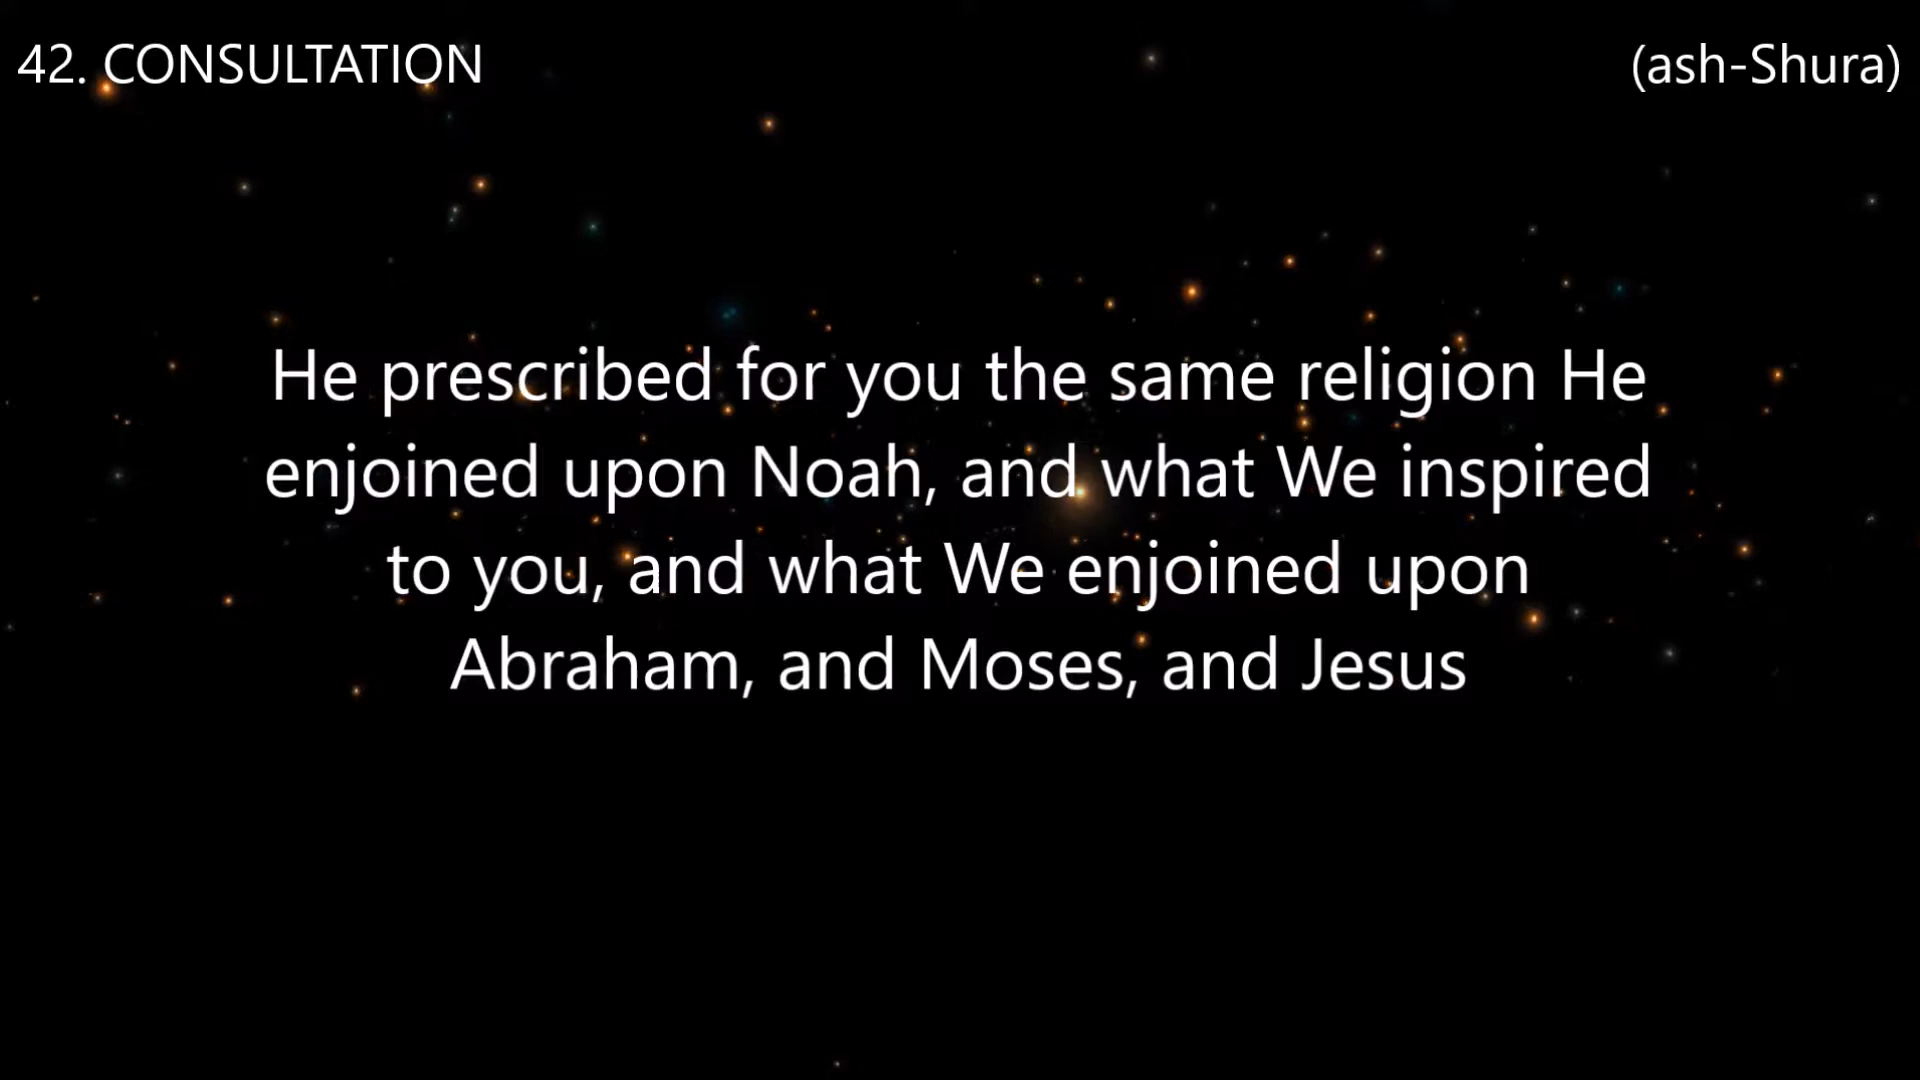 42. CONSULTATION (ash-Shura)
He prescribed for you the same religion He
enjoined upon Noah, and what We inspired
to you, and what We enjoined upon
Abraham, and Moses, and Jesus